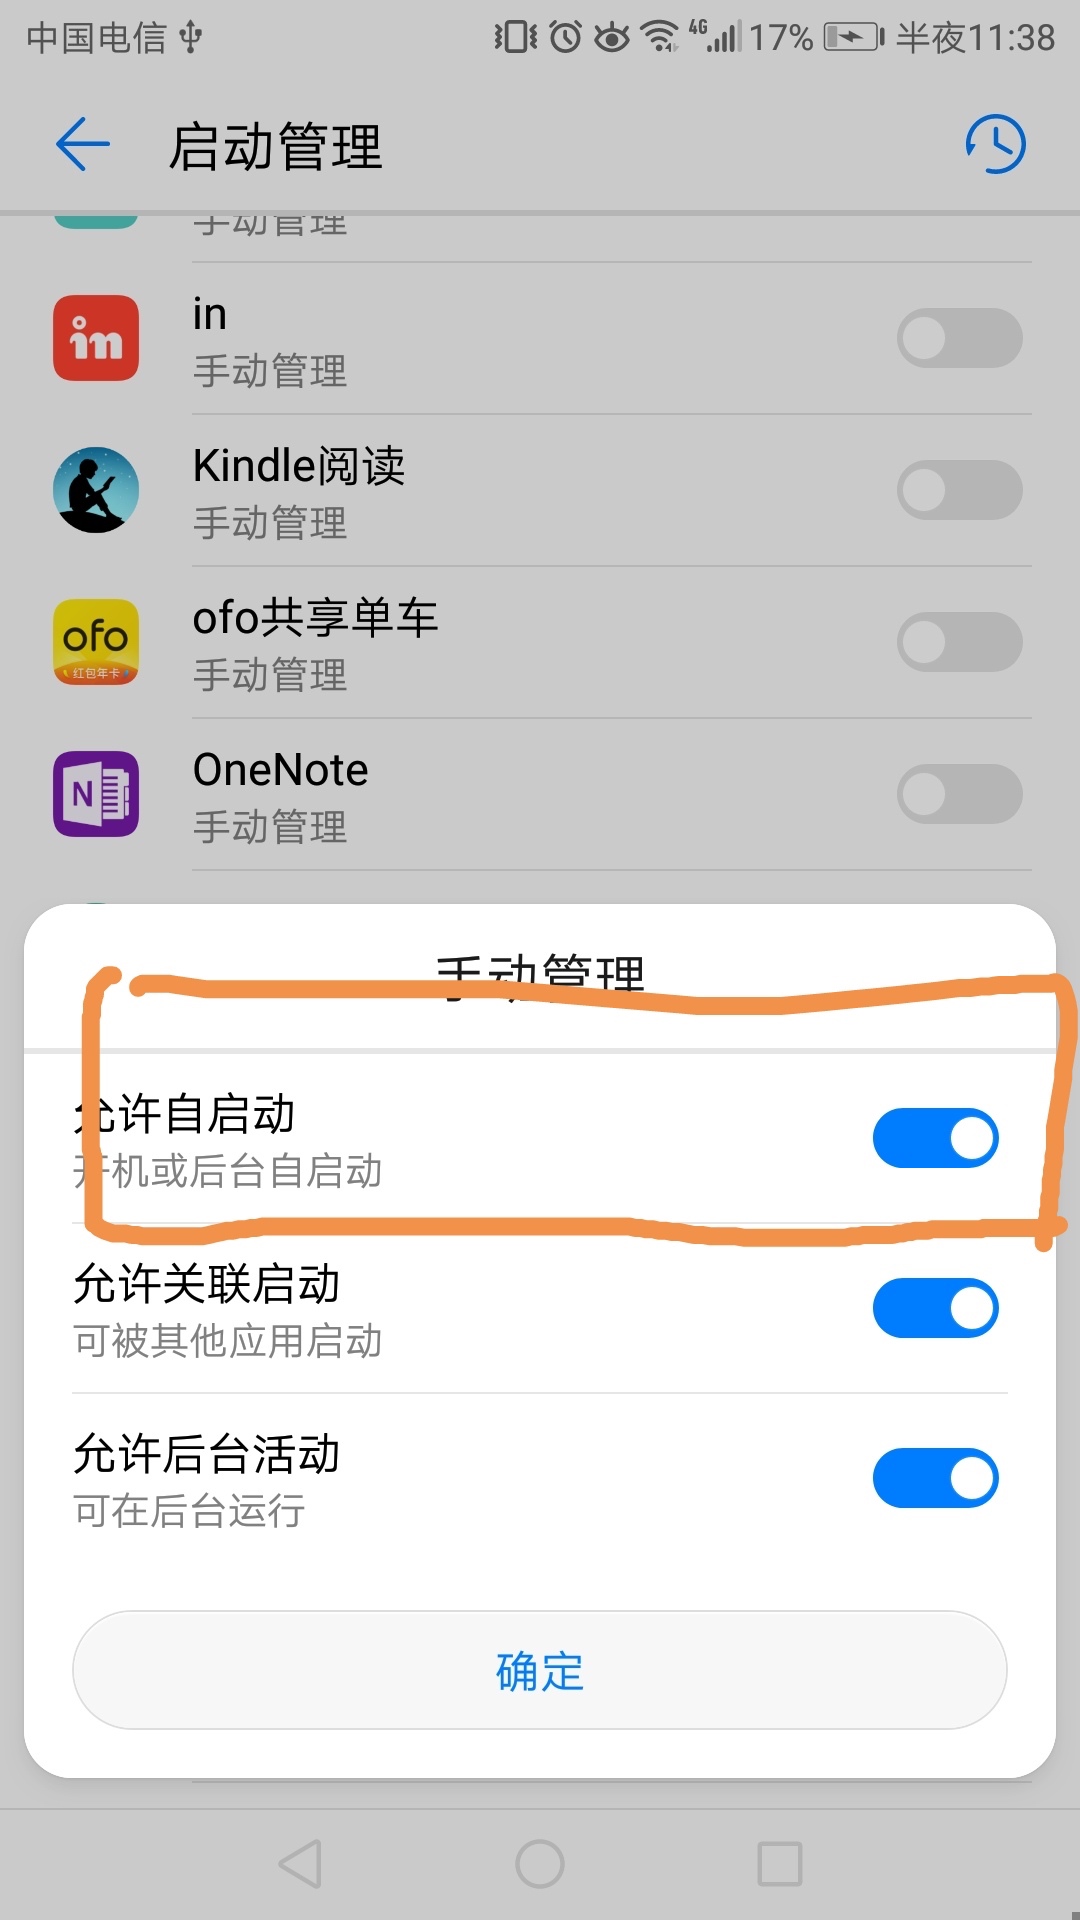 中国电信 4G 17% 半夜11:38
启动管理
手动管理
in
in
手动管理
Kindle阅读
手动管理
ofo共享单车
ofo
红包年卡
手动管理
OneNote
N
手动管理
手动管理
允许自启动
开机或后台自启动
允许关联启动
可被其他应用启动
允许后台活动
可在后台运行
确定